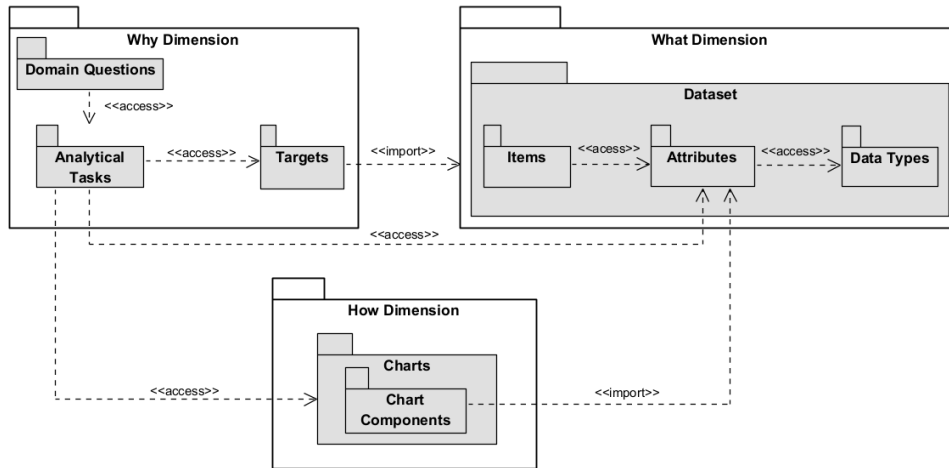 Why Dimension
What Dimension
Domain Questions
Dataset
<<access>>
Analytical
Tasks
<<access>>
Targets
<<import>>
Items
<<acess>>
Attributes
<<access>>
Data Types
<<access>>
How Dimension
Charts
<<access>>
Chart
Components
<<import>>